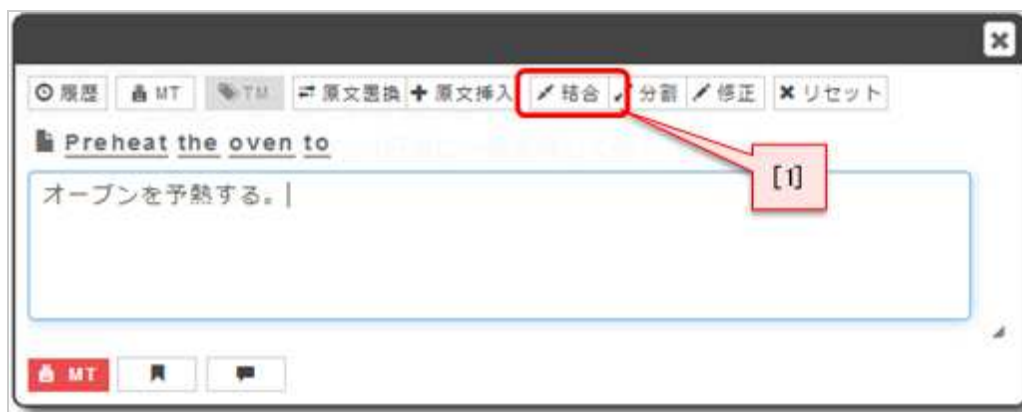 履歴 MT TM 原文置換 原文挿入 結合 分割 修正 リセット
Preheat the oven to
[1]
オーブンを予熱する。
MT